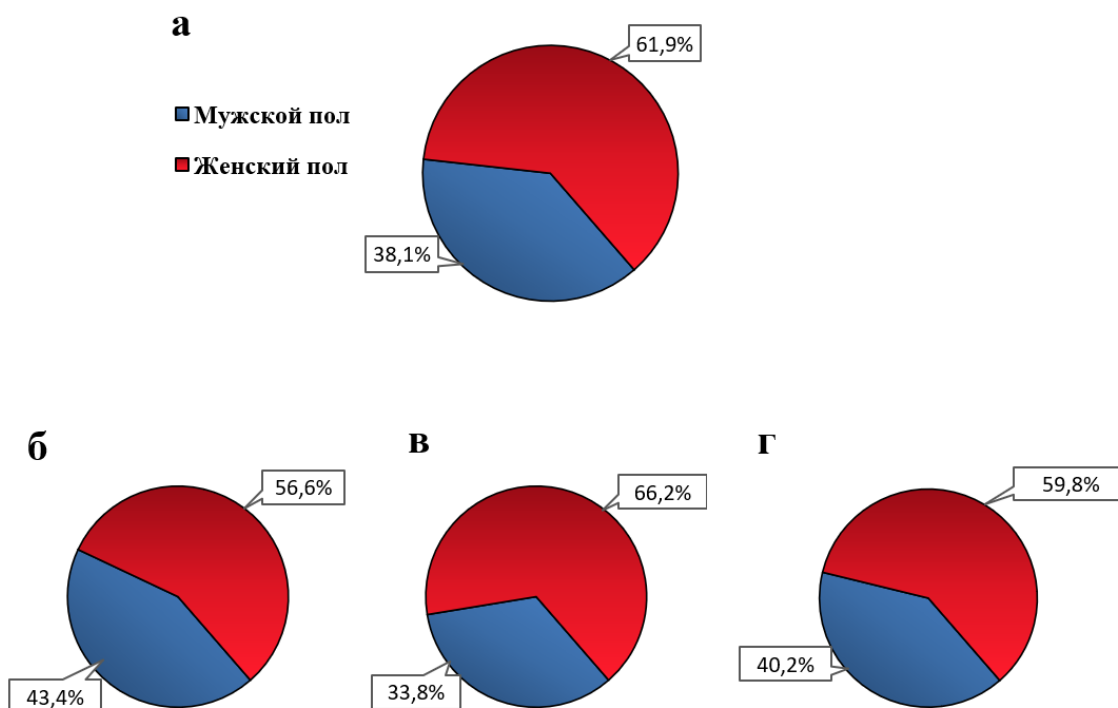 а
61,9%
Мужской пол
Женский пол
38,1%
б
в
г
56,6%
66,2%
59,8%
43,4%
33,8%
40,2%